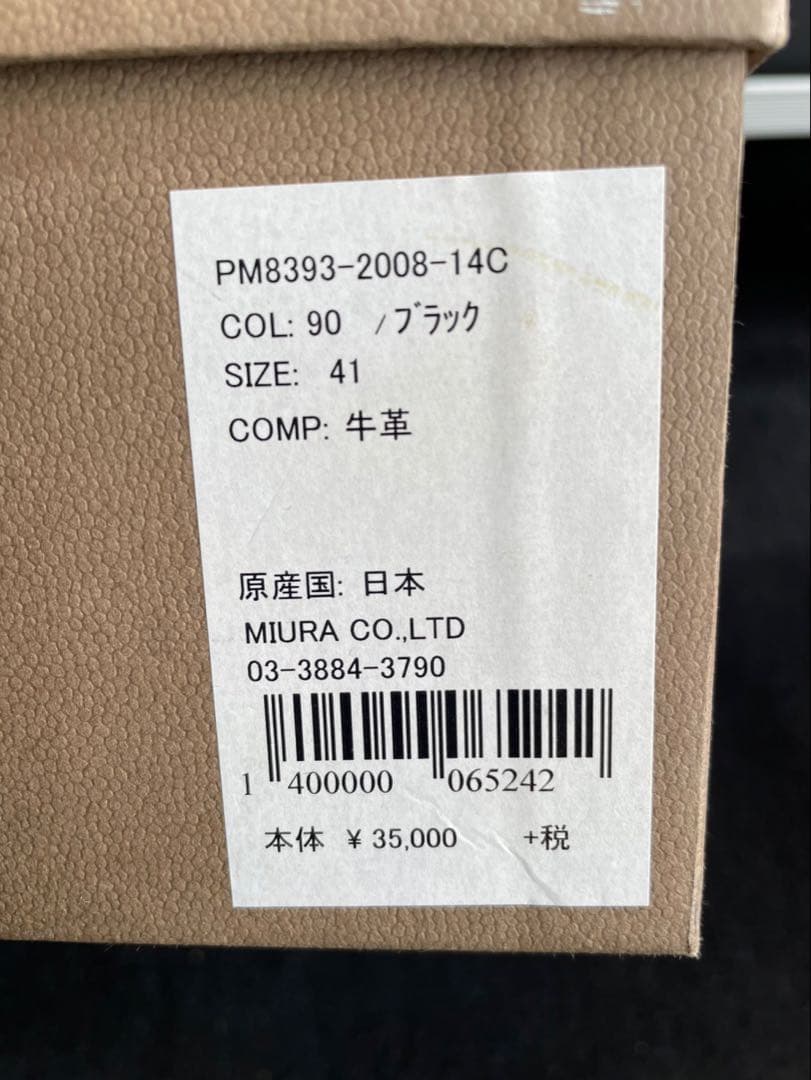 PM8393-2008-14C
COL: 90 /ﾌﾞﾗｯｸ
SIZE: 41
COMP: 牛革
原産国: 日本
MIURA CO.,LTD
03-3884-3790
1 400000 065242
本体 ¥ 35,000 +税